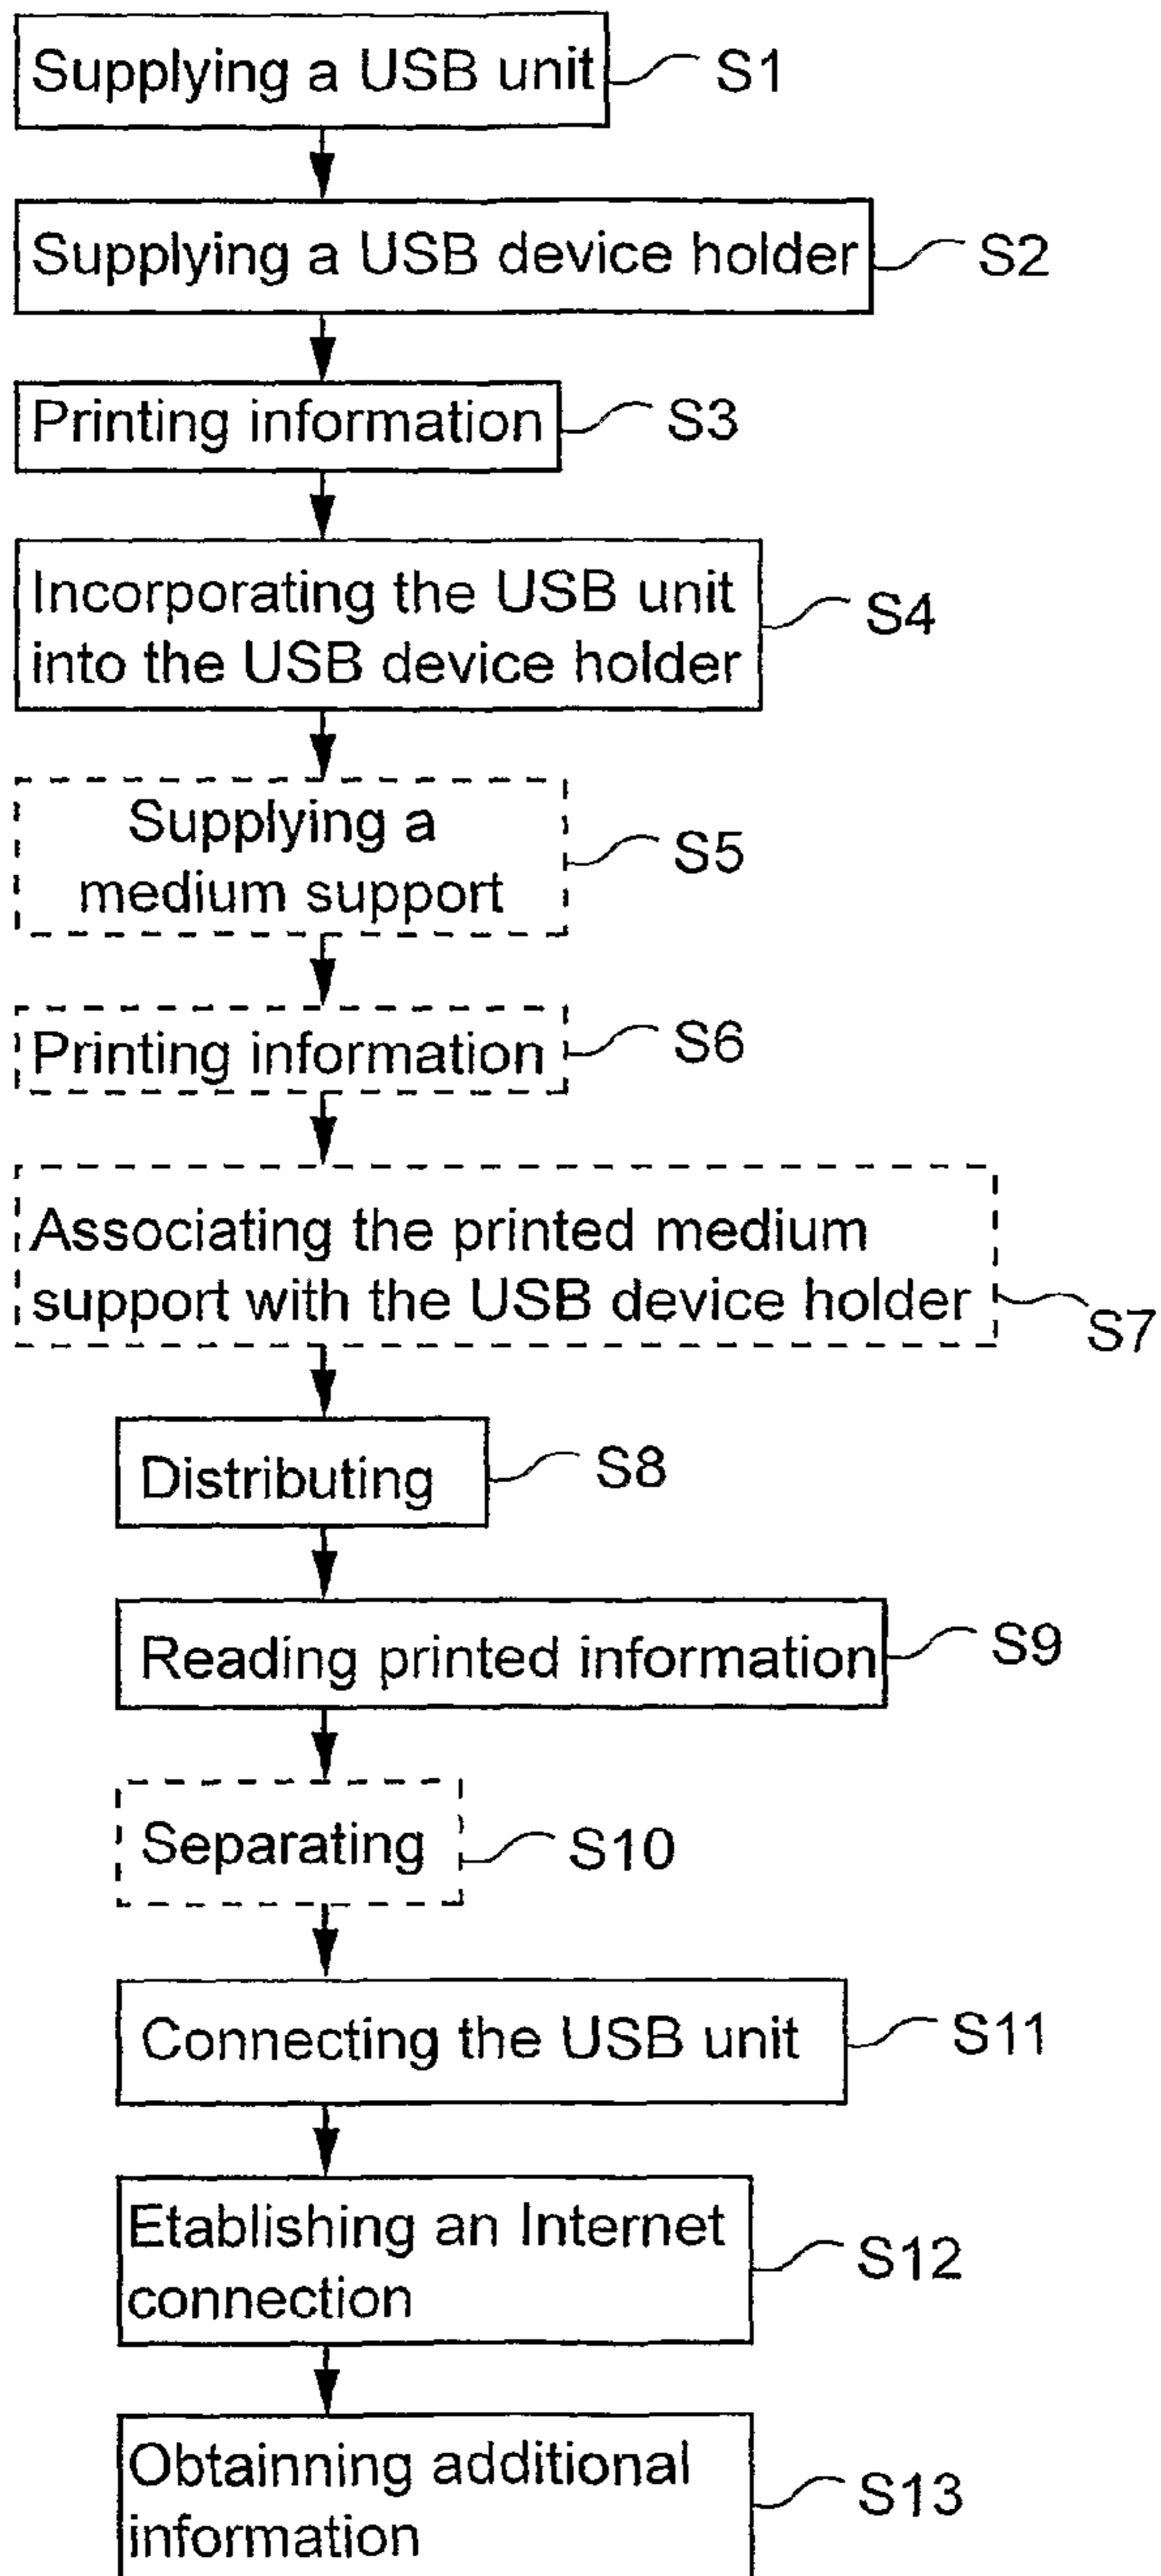 Supplying a USB unit S1
Supplying a USB device holder S2
Printing information S3
Incorporating the USB unit
into the USB device holder
S4
Supplying a
medium support
S5
Printing information S6
Associating the printed medium
support with the USB device holder
S7
Distributing S8
Reading printed information S9
Separating S10
Connecting the USB unit S11
Etablishing an Internet
connection
S12
Obtainning additional
information
S13